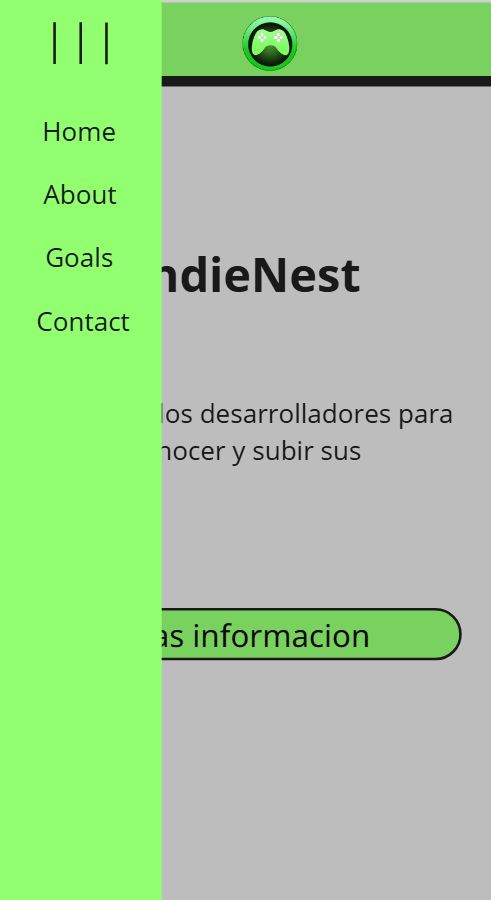 Home
About
Goals
Contact
ndieNest
los desarrolladores para
nocer y subir sus
as informacion